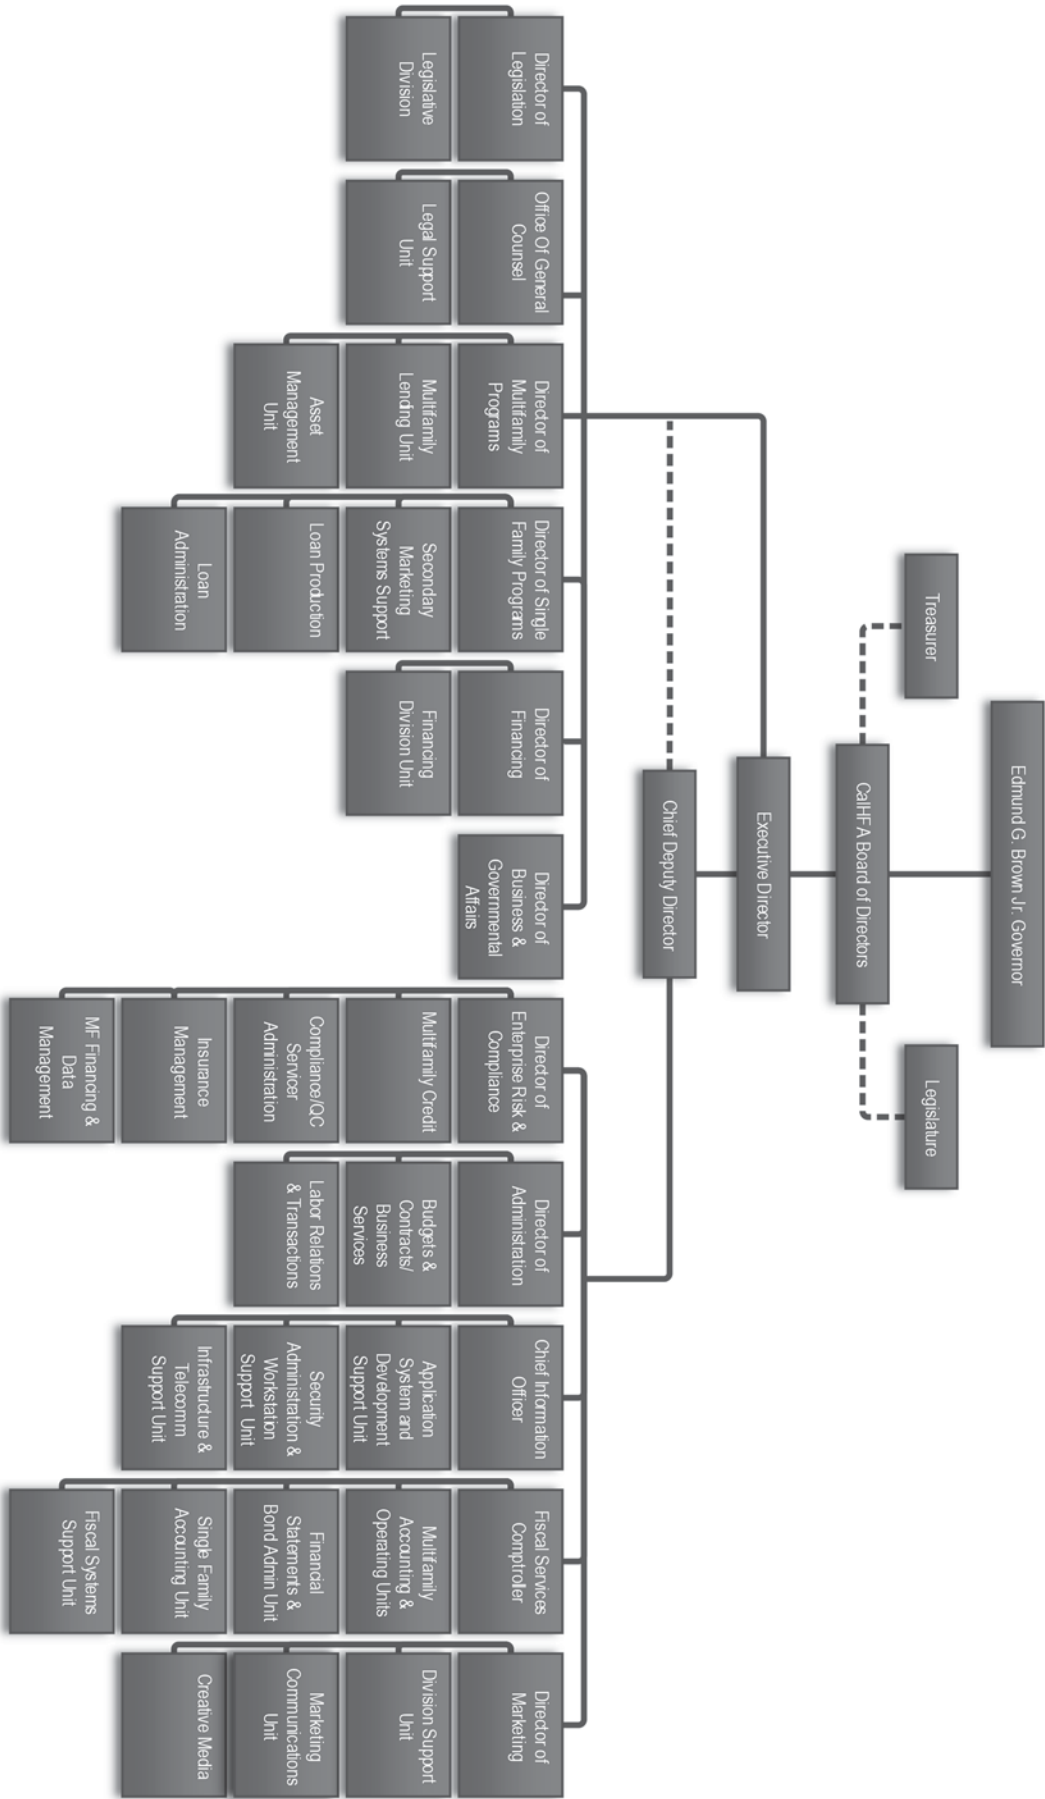 Edmund G. Brown Jr. Governor
Treasurer
Legislature
CalHFA Board of Directors
Executive Director
Chief Deputy Director
Director of
Legislation
Legislative
Division
Office Of General
Counsel
Legal Support
Unit
Director of
Multifamily
Programs
Multifamily
Lending Unit
Asset
Management
Unit
Director of Single
Family Programs
Secondary
Marketing
Systems Support
Loan Production
Loan
Administration
Director of
Financing
Financing
Division Unit
Director of
Business &
Governmental
Affairs
Director of
Enterprise Risk &
Compliance
Multifamily Credit
Compliance/QC
Servicer
Administration
Insurance
Management
MF Financing &
Data
Management
Director of
Administration
Budgets &
Contracts/
Business
Services
Labor Relations
& Transactions
Chief Information
Officer
Application
System and
Development
Support Unit
Security
Administration &
Workstation
Support Unit
Infrastructure &
Telecomm
Support Unit
Fiscal Services
Comptroller
Multifamily
Accounting &
Operating Units
Financial
Statements &
Bond Admin Unit
Single Family
Accounting Unit
Fiscal Systems
Support Unit
Director of
Marketing
Division Support
Unit
Marketing
Communications
Unit
Creative Media